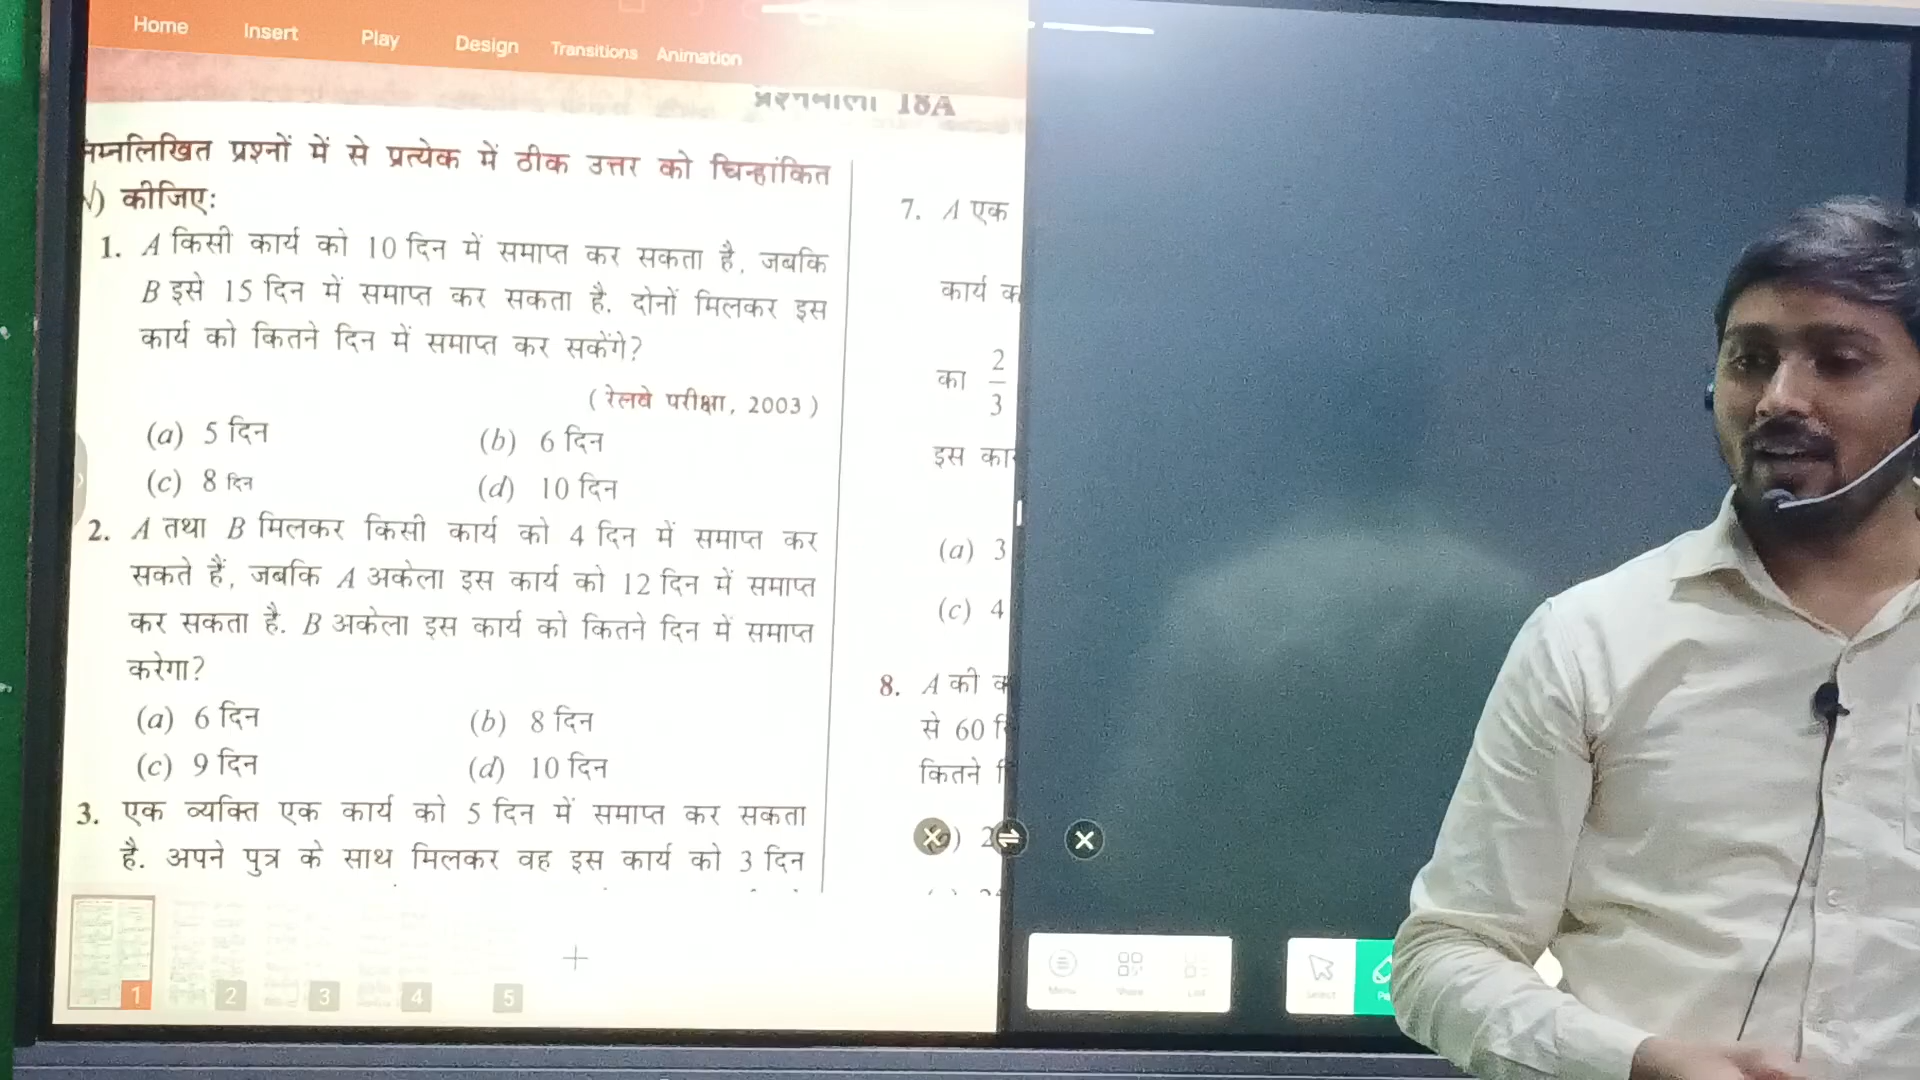 Home Insert Play Design Transitions Animation
प्रश्नमाला 18A
निम्नलिखित प्रश्नों में से प्रत्येक में ठीक उत्तर को चिन्हांकित
(√) कीजिए:
1. A किसी कार्य को 10 दिन में समाप्त कर सकता है, जबकि
B इसे 15 दिन में समाप्त कर सकता है. दोनों मिलकर इस
कार्य को कितने दिन में समाप्त कर सकेंगे?
(रेलवे परीक्षा, 2003)
(a) 5 दिन (b) 6 दिन
(c) 8 दिन (d) 10 दिन
2. A तथा B मिलकर किसी कार्य को 4 दिन में समाप्त कर
सकते हैं, जबकि A अकेला इस कार्य को 12 दिन में समाप्त
कर सकता है. B अकेला इस कार्य को कितने दिन में समाप्त
करेगा?
(a) 6 दिन (b) 8 दिन
(c) 9 दिन (d) 10 दिन
3. एक व्यक्ति एक कार्य को 5 दिन में समाप्त कर सकता
है. अपने पुत्र के साथ मिलकर वह इस कार्य को 3 दिन
7. A एक
कार्य
का 2/3
इस
(a) 3
(c) 4
8. A की
से 60
कितने
1 2 3 4 5
Menu Share Select